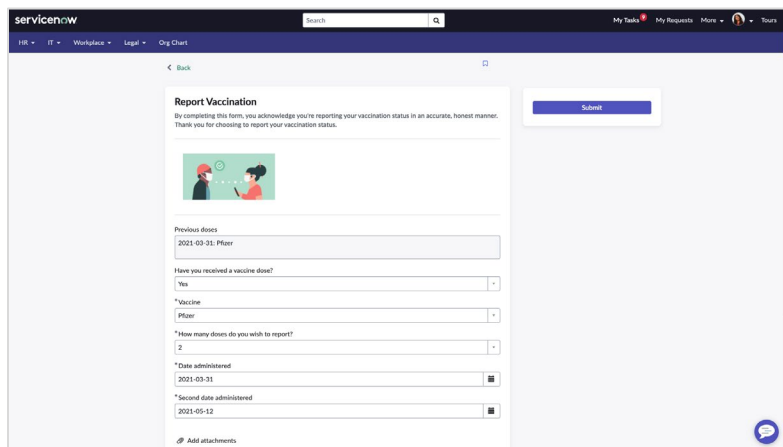 servicenow
Search
My Tasks 9 My Requests More Tours
HR IT Workplace Legal Org Chart
Back
Report Vaccination
By completing this form, you acknowledge you're reporting your vaccination status in an accurate, honest manner.
Thank you for choosing to report your vaccination status.
Submit
Previous doses
2021-03-31: Pfizer
Have you received a vaccine dose?
Yes
*Vaccine
Pfizer
*How many doses do you wish to report?
2
*Date administered
2021-03-31
*Second date administered
2021-05-12
Add attachments